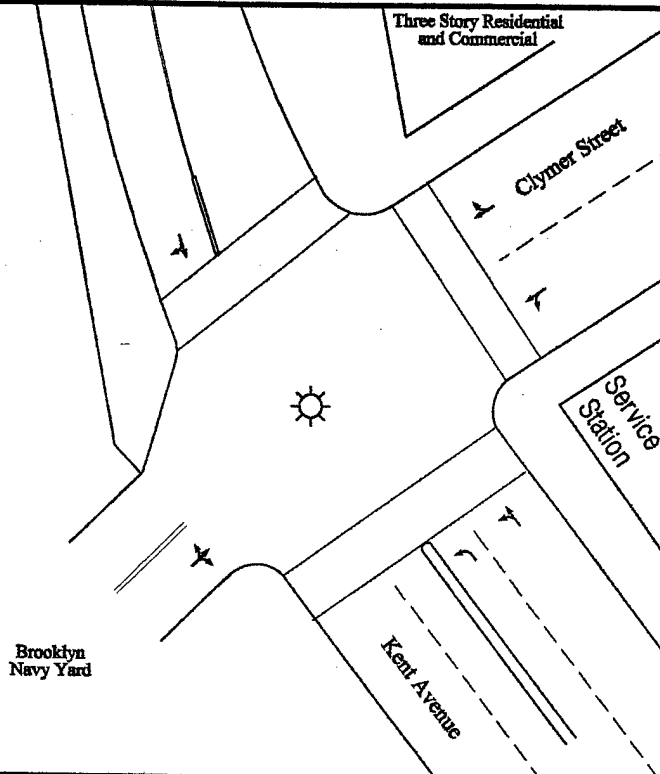 Three Story Residential
and Commercial
Clymer Street
Service
Station
Kent Avenue
Brooklyn
Navy Yard